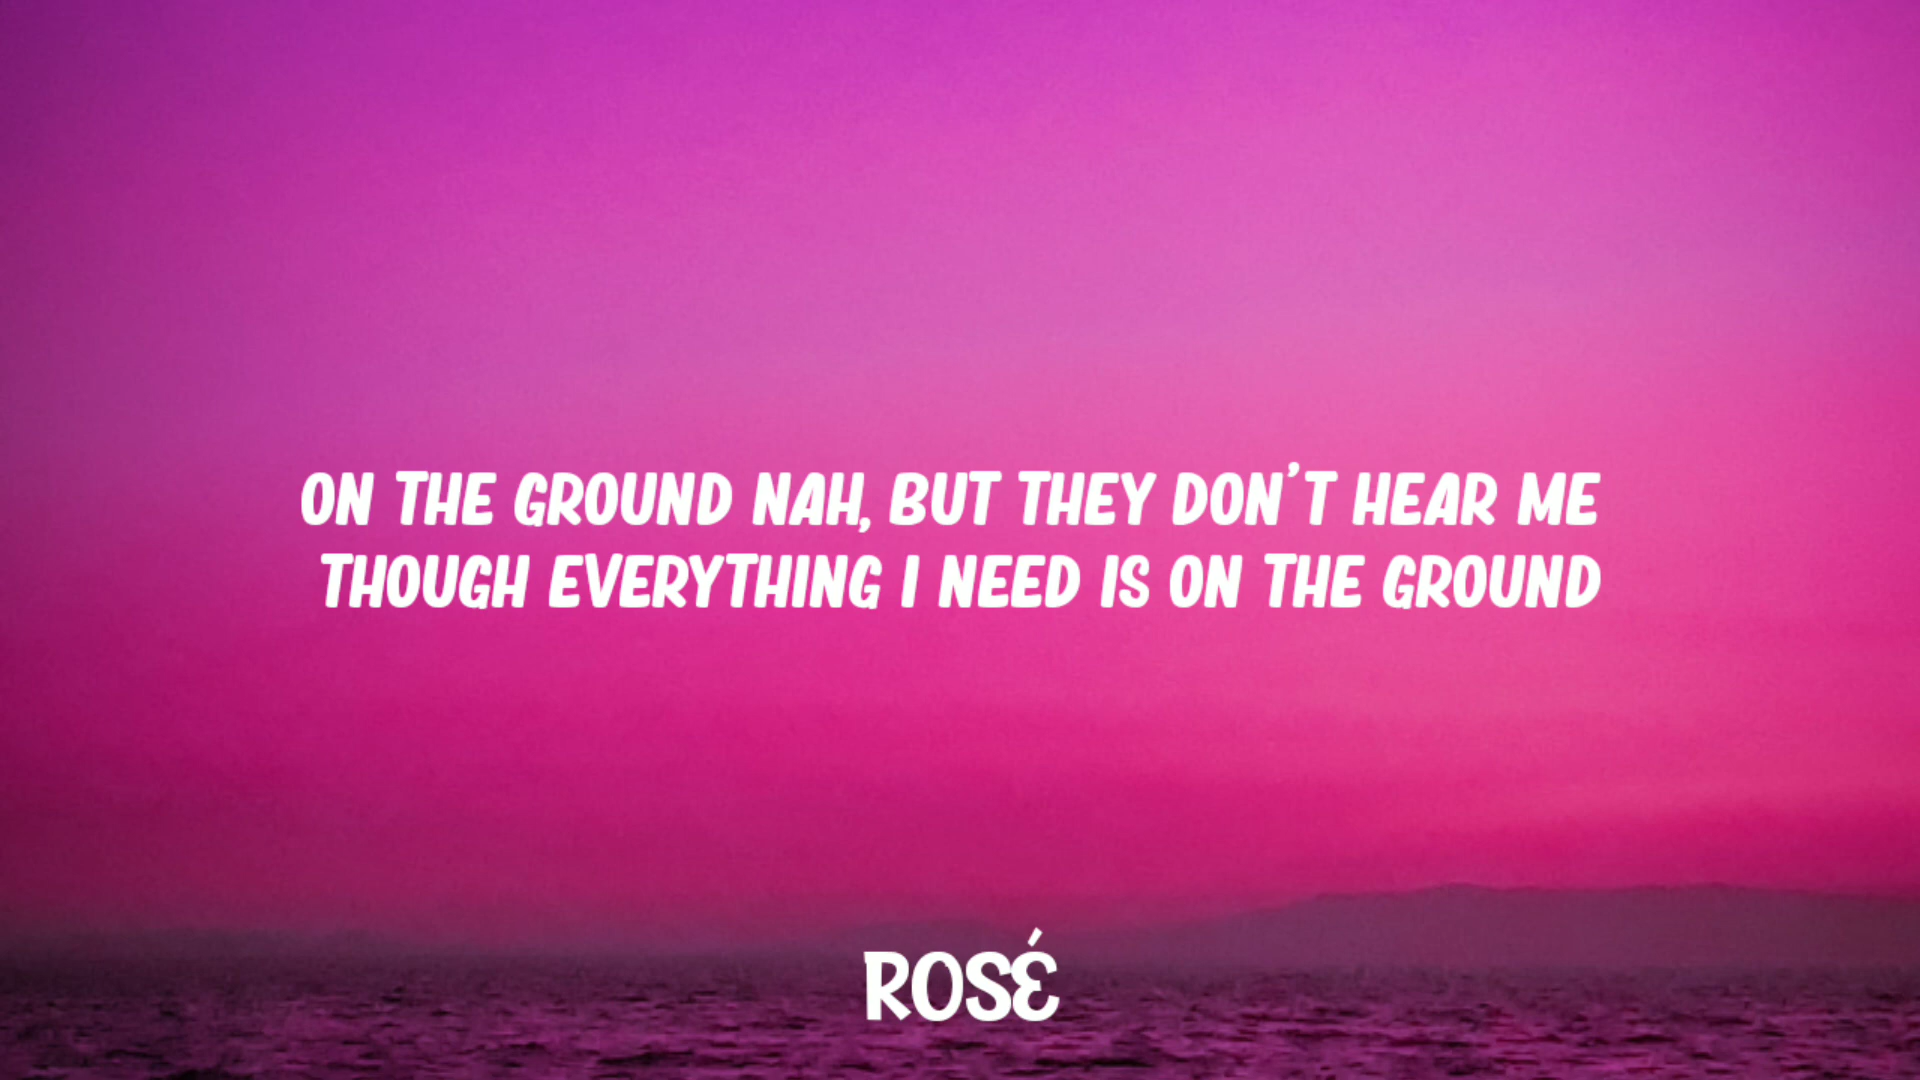 ON THE GROUND NAH, BUT THEY DON'T HEAR ME
THOUGH EVERYTHING I NEED IS ON THE GROUND
ROSÉ